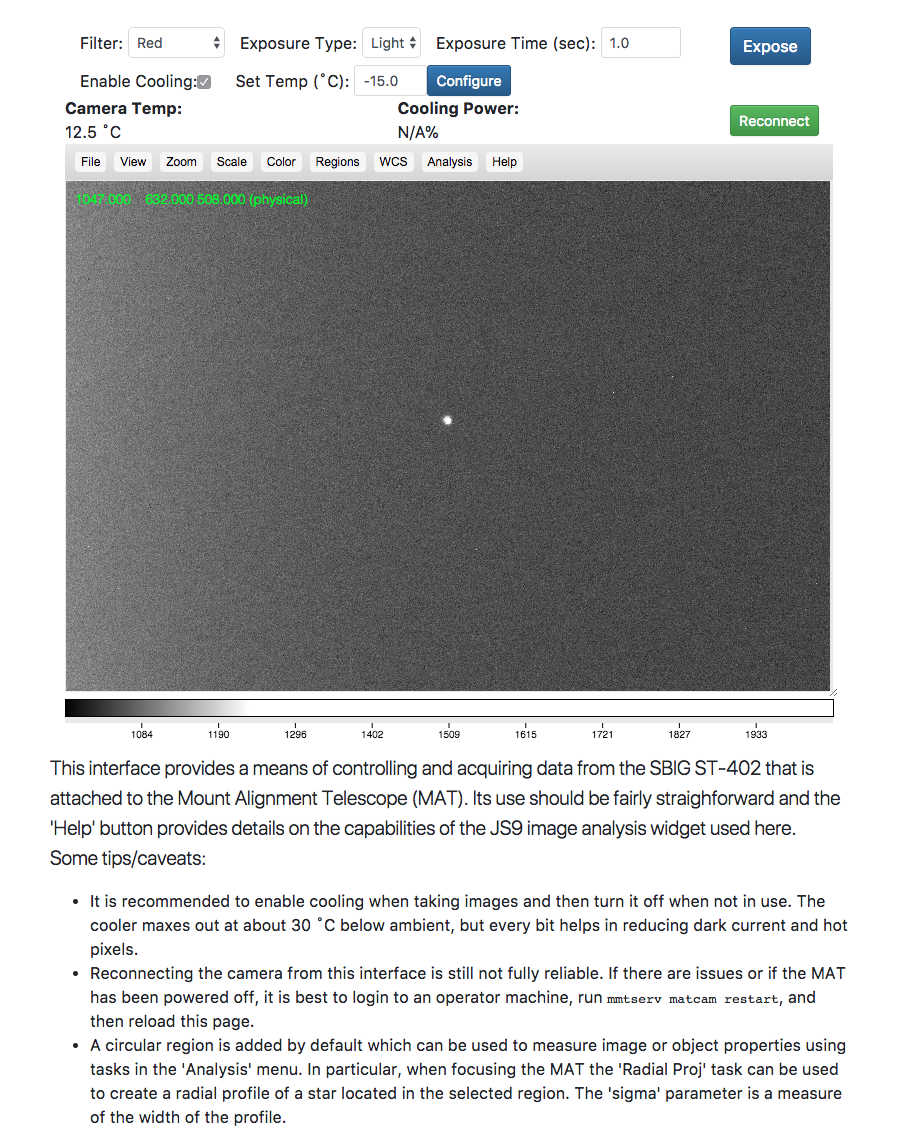 Filter: Red Exposure Type: Light Exposure Time (sec): 1.0 Expose
Enable Cooling: Set Temp (˚C): -15.0 Configure
Camera Temp: Cooling Power:
12.5 ˚C N/A% Reconnect
File View Zoom Scale Color Regions WCS Analysis Help
1047.000 632.000 508.000 (physical)
1084 1190 1296 1402 1509 1615 1721 1827 1933
This interface provides a means of controlling and acquiring data from the SBIG ST-402 that is
attached to the Mount Alignment Telescope (MAT). Its use should be fairly straighforward and the
'Help' button provides details on the capabilities of the JS9 image analysis widget used here.
Some tips/caveats:
• It is recommended to enable cooling when taking images and then turn it off when not in use. The
cooler maxes out at about 30 ˚C below ambient, but every bit helps in reducing dark current and hot
pixels.
• Reconnecting the camera from this interface is still not fully reliable. If there are issues or if the MAT
has been powered off, it is best to login to an operator machine, run mmtserv matcam restart, and
then reload this page.
• A circular region is added by default which can be used to measure image or object properties using
tasks in the 'Analysis' menu. In particular, when focusing the MAT the 'Radial Proj' task can be used
to create a radial profile of a star located in the selected region. The 'sigma' parameter is a measure
of the width of the profile.